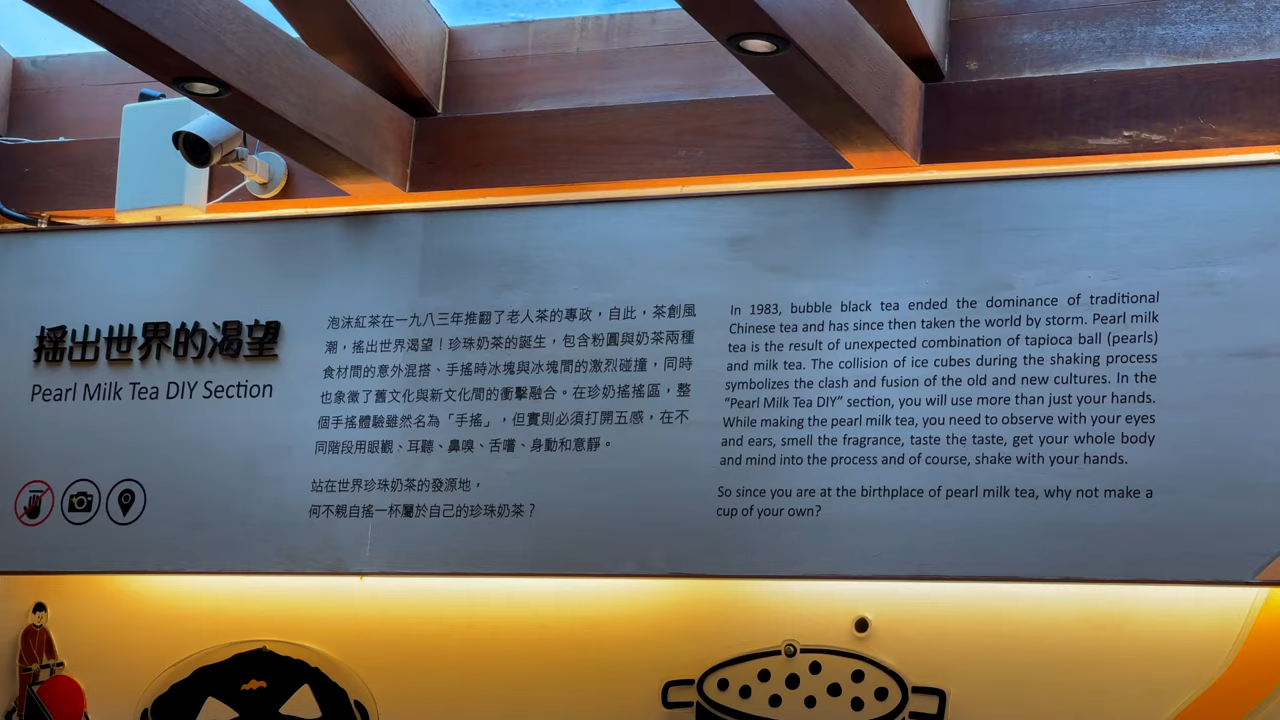 搖出世界的渴望
Pearl Milk Tea DIY Section
泡沫紅茶在一九八三年推翻了老人茶的專政，自此，茶創風
潮，搖出世界渴望！珍珠奶茶的誕生，包含粉圓與奶茶兩種
食材間的意外混搭、手搖時冰塊與冰塊間的激烈碰撞，同時
也象徵了舊文化與新文化間的衝擊融合。在珍奶搖搖區，整
個手搖體驗雖然名為「手搖」，但實則必須打開五感，在不
同階段用眼觀、耳聽、鼻嗅、舌嚐、身動和意靜。
站在世界珍珠奶茶的發源地，
何不親自搖一杯屬於自己的珍珠奶茶？
In 1983, bubble black tea ended the dominance of traditional
Chinese tea and has since then taken the world by storm. Pearl milk
tea is the result of unexpected combination of tapioca ball (pearls)
and milk tea. The collision of ice cubes during the shaking process
symbolizes the clash and fusion of the old and new cultures. In the
“Pearl Milk Tea DIY” section, you will use more than just your hands.
While making the pearl milk tea, you need to observe with your eyes
and ears, smell the fragrance, taste the taste, get your whole body
and mind into the process and of course, shake with your hands.
So since you are at the birthplace of pearl milk tea, why not make a
cup of your own?